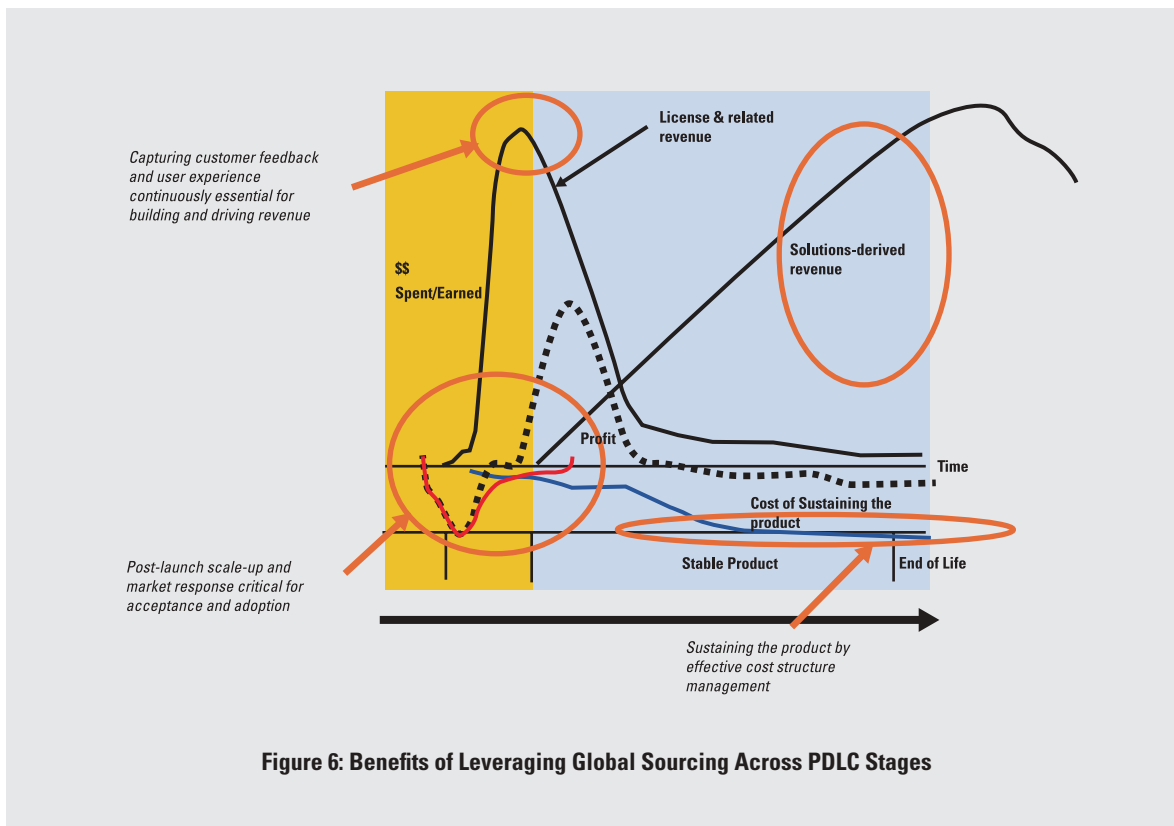 License & related
revenue
Capturing customer feedback
and user experience
continuously essential for
building and driving revenue
Solutions-derived
revenue
$$
Spent/Earned
Profit
Time
Cost of Sustaining the
product
Stable Product
End of Life
Post-launch scale-up and
market response critical for
acceptance and adoption
Sustaining the product by
effective cost structure
management
Figure 6: Benefits of Leveraging Global Sourcing Across PDLC Stages